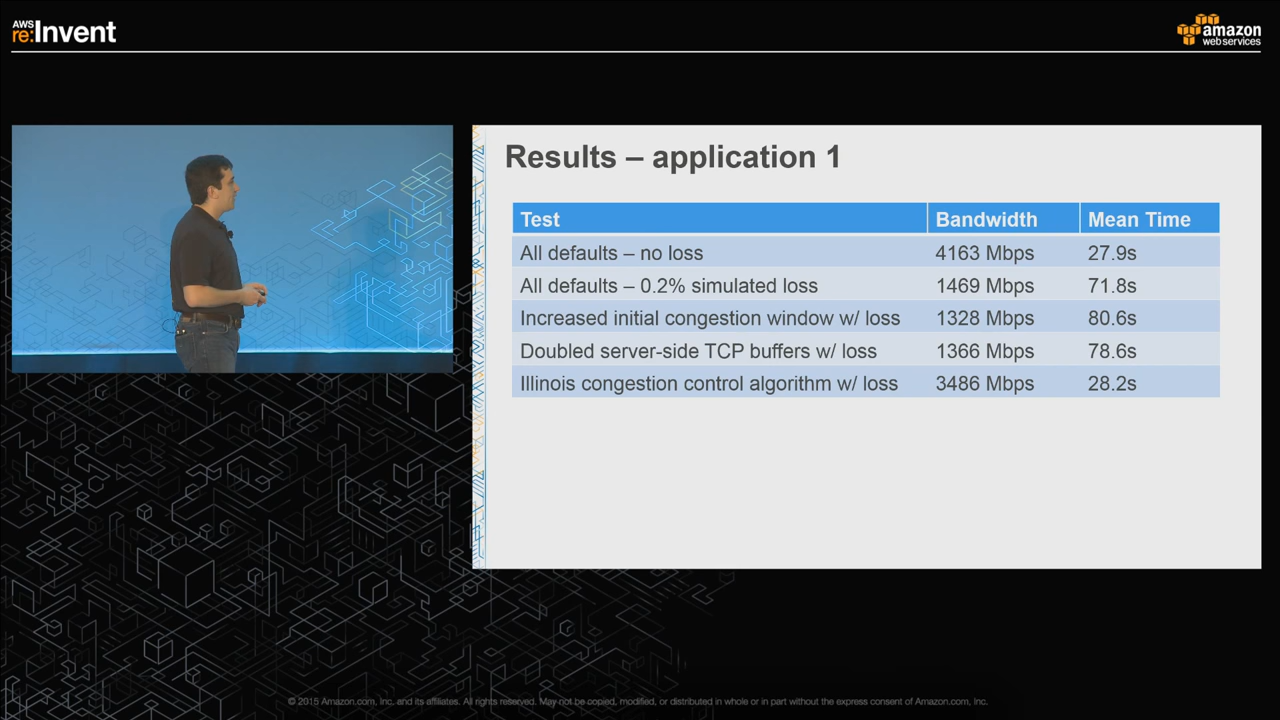 AWS
re:Invent
amazon
web services
Results – application 1
Test Bandwidth Mean Time
All defaults – no loss 4163 Mbps 27.9s
All defaults – 0.2% simulated loss 1469 Mbps 71.8s
Increased initial congestion window w/ loss 1328 Mbps 80.6s
Doubled server-side TCP buffers w/ loss 1366 Mbps 78.6s
Illinois congestion control algorithm w/ loss 3486 Mbps 28.2s
© 2015 Amazon.com, Inc. and its affiliates. All rights reserved. May not be copied, modified, or distributed in whole or in part without the express consent of Amazon.com, Inc.